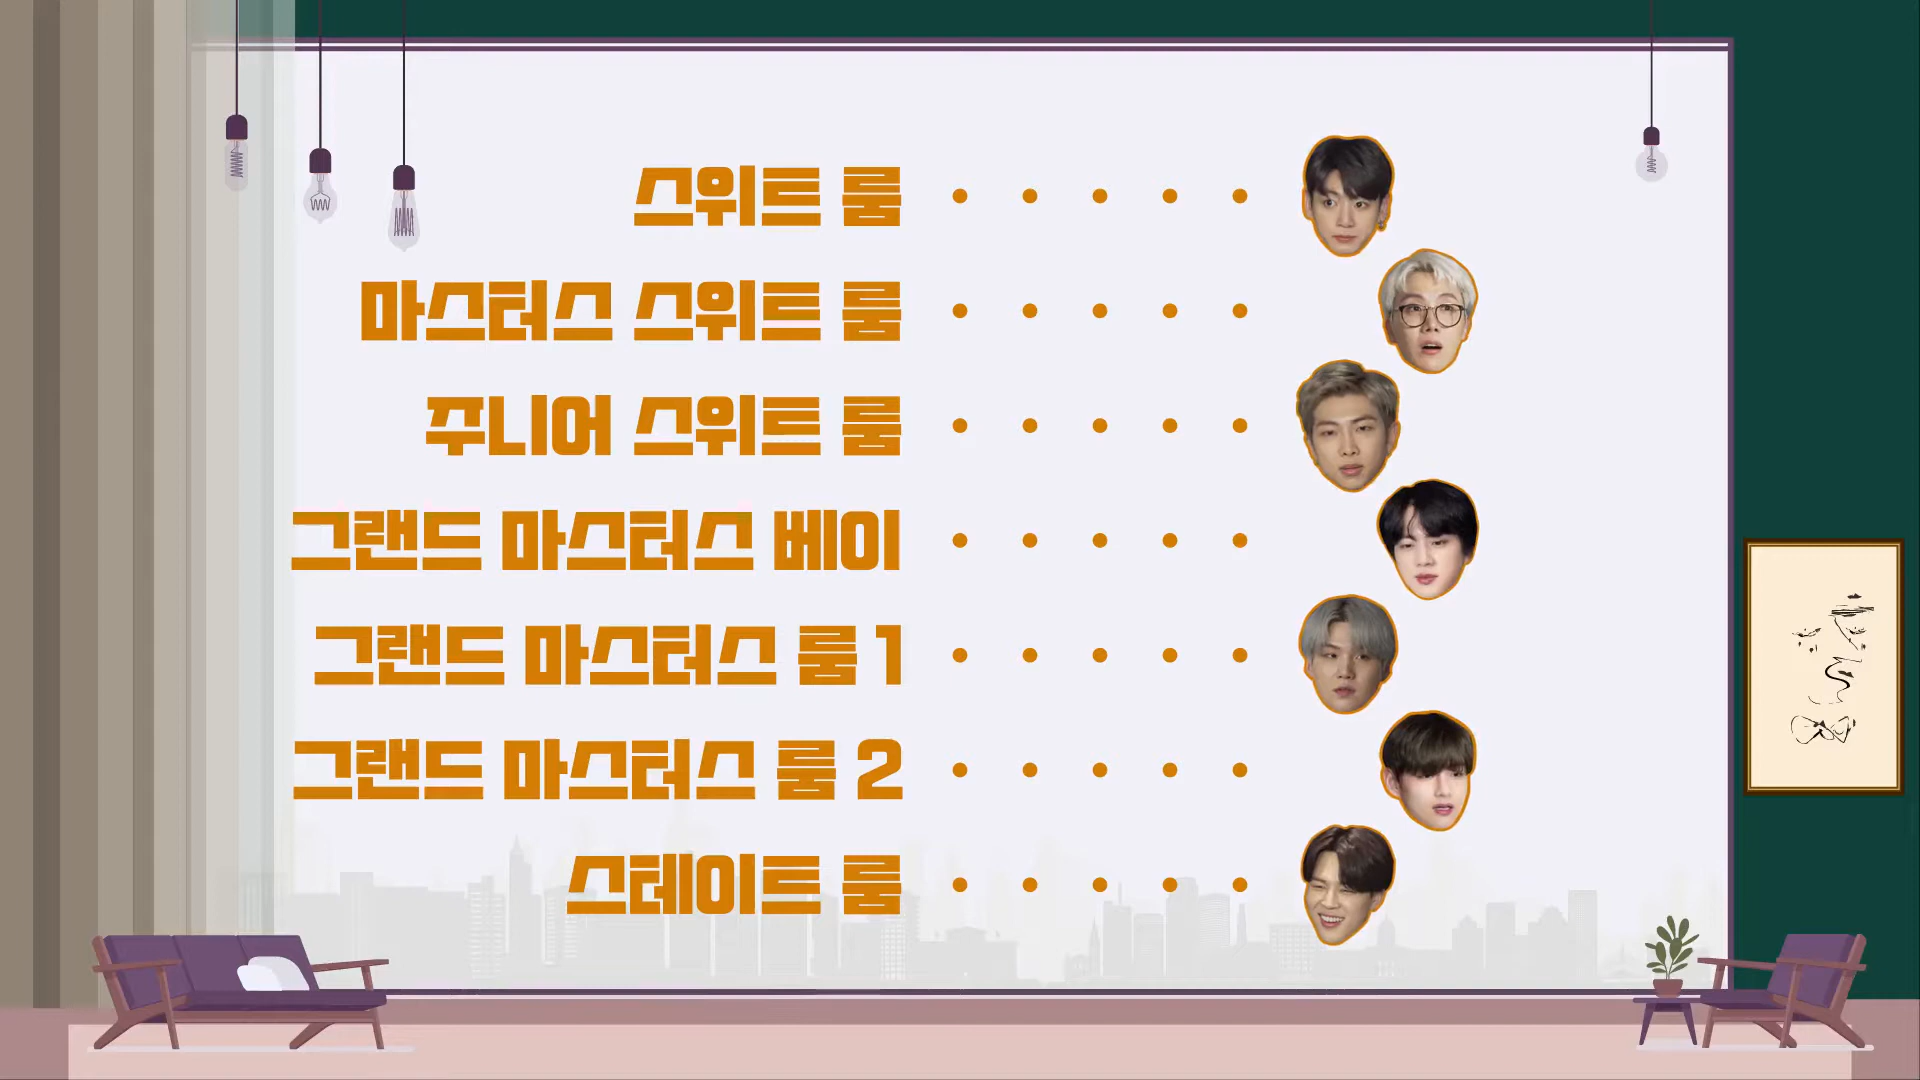 스위트 룸
마스터스 스위트 룸
주니어 스위트 룸
그랜드 마스터스 베이
그랜드 마스터스 룸 1
그랜드 마스터스 룸 2
스테이트 룸